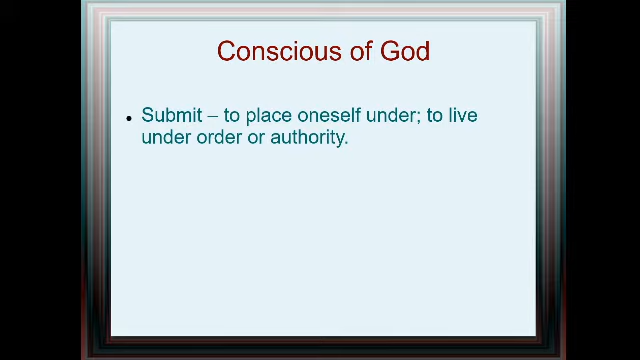 Conscious of God
• Submit – to place oneself under; to live
under order or authority.